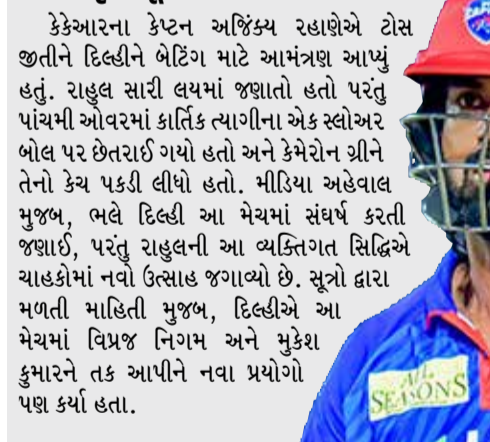 કેકેઆરના કેપ્ટન અજિંક્ય રહાણેએ ટોસ
જીતીને દિલ્હીને બેટિંગ માટે આમંત્રણ આપ્યું
હતું. રાહુલ સારી લયમાં જણાતો હતો પરંતુ
પાંચમી ઓવરમાં કાર્તિક ત્યાગીના એક સ્લોઅર
બોલ પર છેતરાઈ ગયો હતો અને કેમેરોન ગ્રીને
તેનો કેચ પકડી લીધો હતો. મીડિયા અહેવાલ
મુજબ, ભલે દિલ્હી આ મેચમાં સંઘર્ષ કરતી
જણાઈ, પરંતુ રાહુલની આ વ્યક્તિગત સિદ્ધિએ
ચાહકોમાં નવો ઉત્સાહ જગાવ્યો છે. સૂત્રો દ્વારા
મળતી માહિતી મુજબ, દિલ્હીએ આ
મેચમાં વિપ્રજ નિગમ અને મુકેશ
કુમારને તક આપીને નવા પ્રયોગો
પણ કર્યા હતા.
ALL
SEASONS